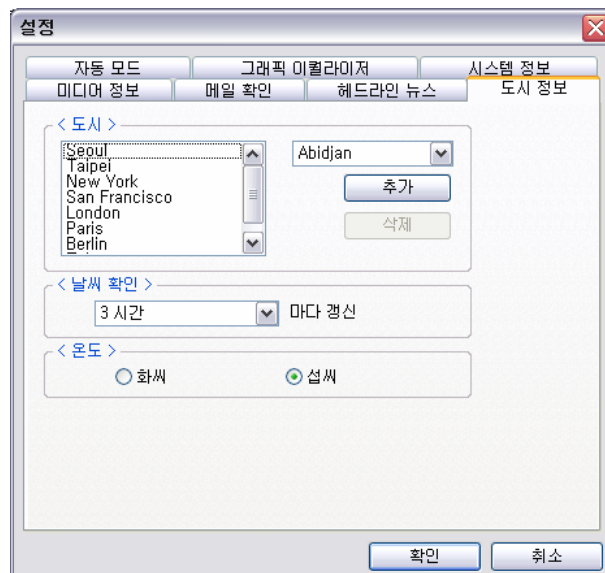 설정
자동 모드
그래픽 이퀄라이저
시스템 정보
미디어 정보
메일 확인
헤드라인 뉴스
도시 정보
< 도시 >
Seoul
Taipei
New York
San Francisco
London
Paris
Berlin
Abidjan
추가
삭제
< 날씨 확인 >
3 시간
마다 갱신
< 온도 >
화씨
섭씨
확인
취소